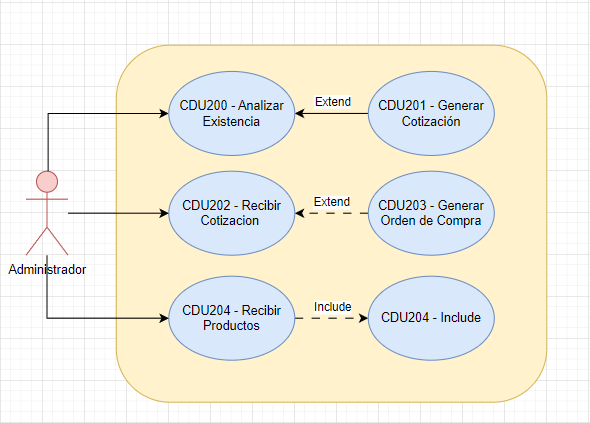 CDU200 - Analizar
Existencia
Extend
CDU201 - Generar
Cotización
CDU202 - Recibir
Cotizacion
Extend
CDU203 - Generar
Orden de Compra
Administrador
CDU204 - Recibir
Productos
Include
CDU204 - Include